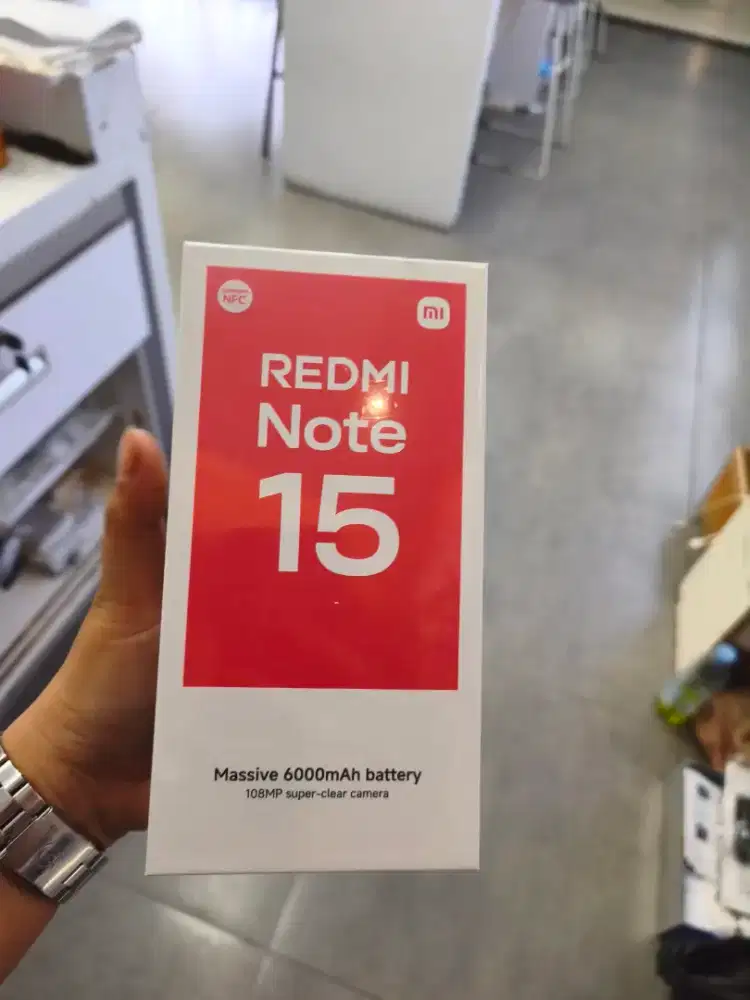 NFC
mi
REDMI
Note
15
Massive 6000mAh battery
108MP super-clear camera